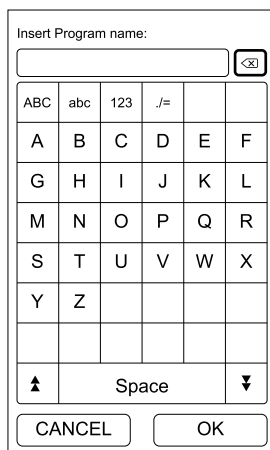 Insert Program name:
ABC abc 123 ./=
A B C D E F
G H I J K L
M N O P Q R
S T U V W X
Y Z
Space
CANCEL OK